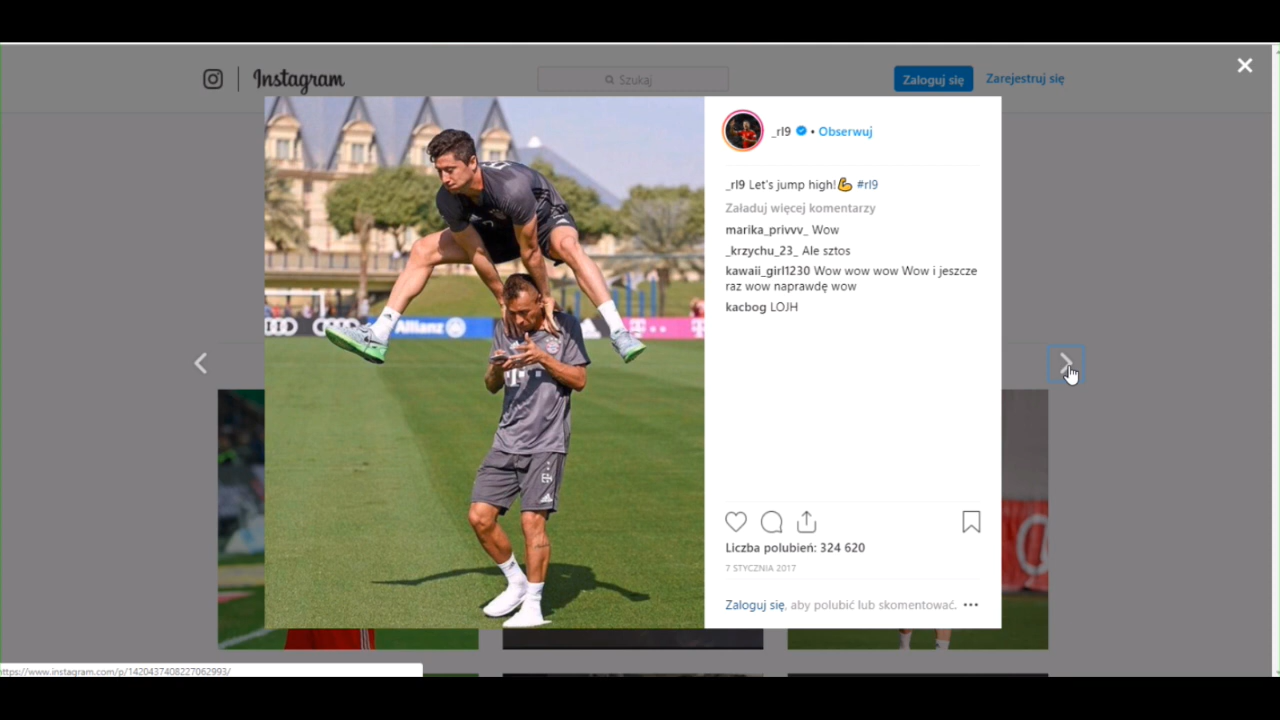 Instagram
Szukaj
Zaloguj się
Zarejestruj się
_rl9 • Obserwuj
_rl9 Let's jump high!💪 #rl9
Załaduj więcej komentarzy
marika_privvv_ Wow
_krzychu_23_ Ale sztos
kawaii_girl1230 Wow wow wow Wow i jeszcze
raz wow naprawdę wow
kacbog LOJH
Allianz
T
Liczba polubień: 324 620
7 STYCZNIA 2017
Zaloguj się, aby polubić lub skomentować.
https://www.instagram.com/p/1420437408227062993/